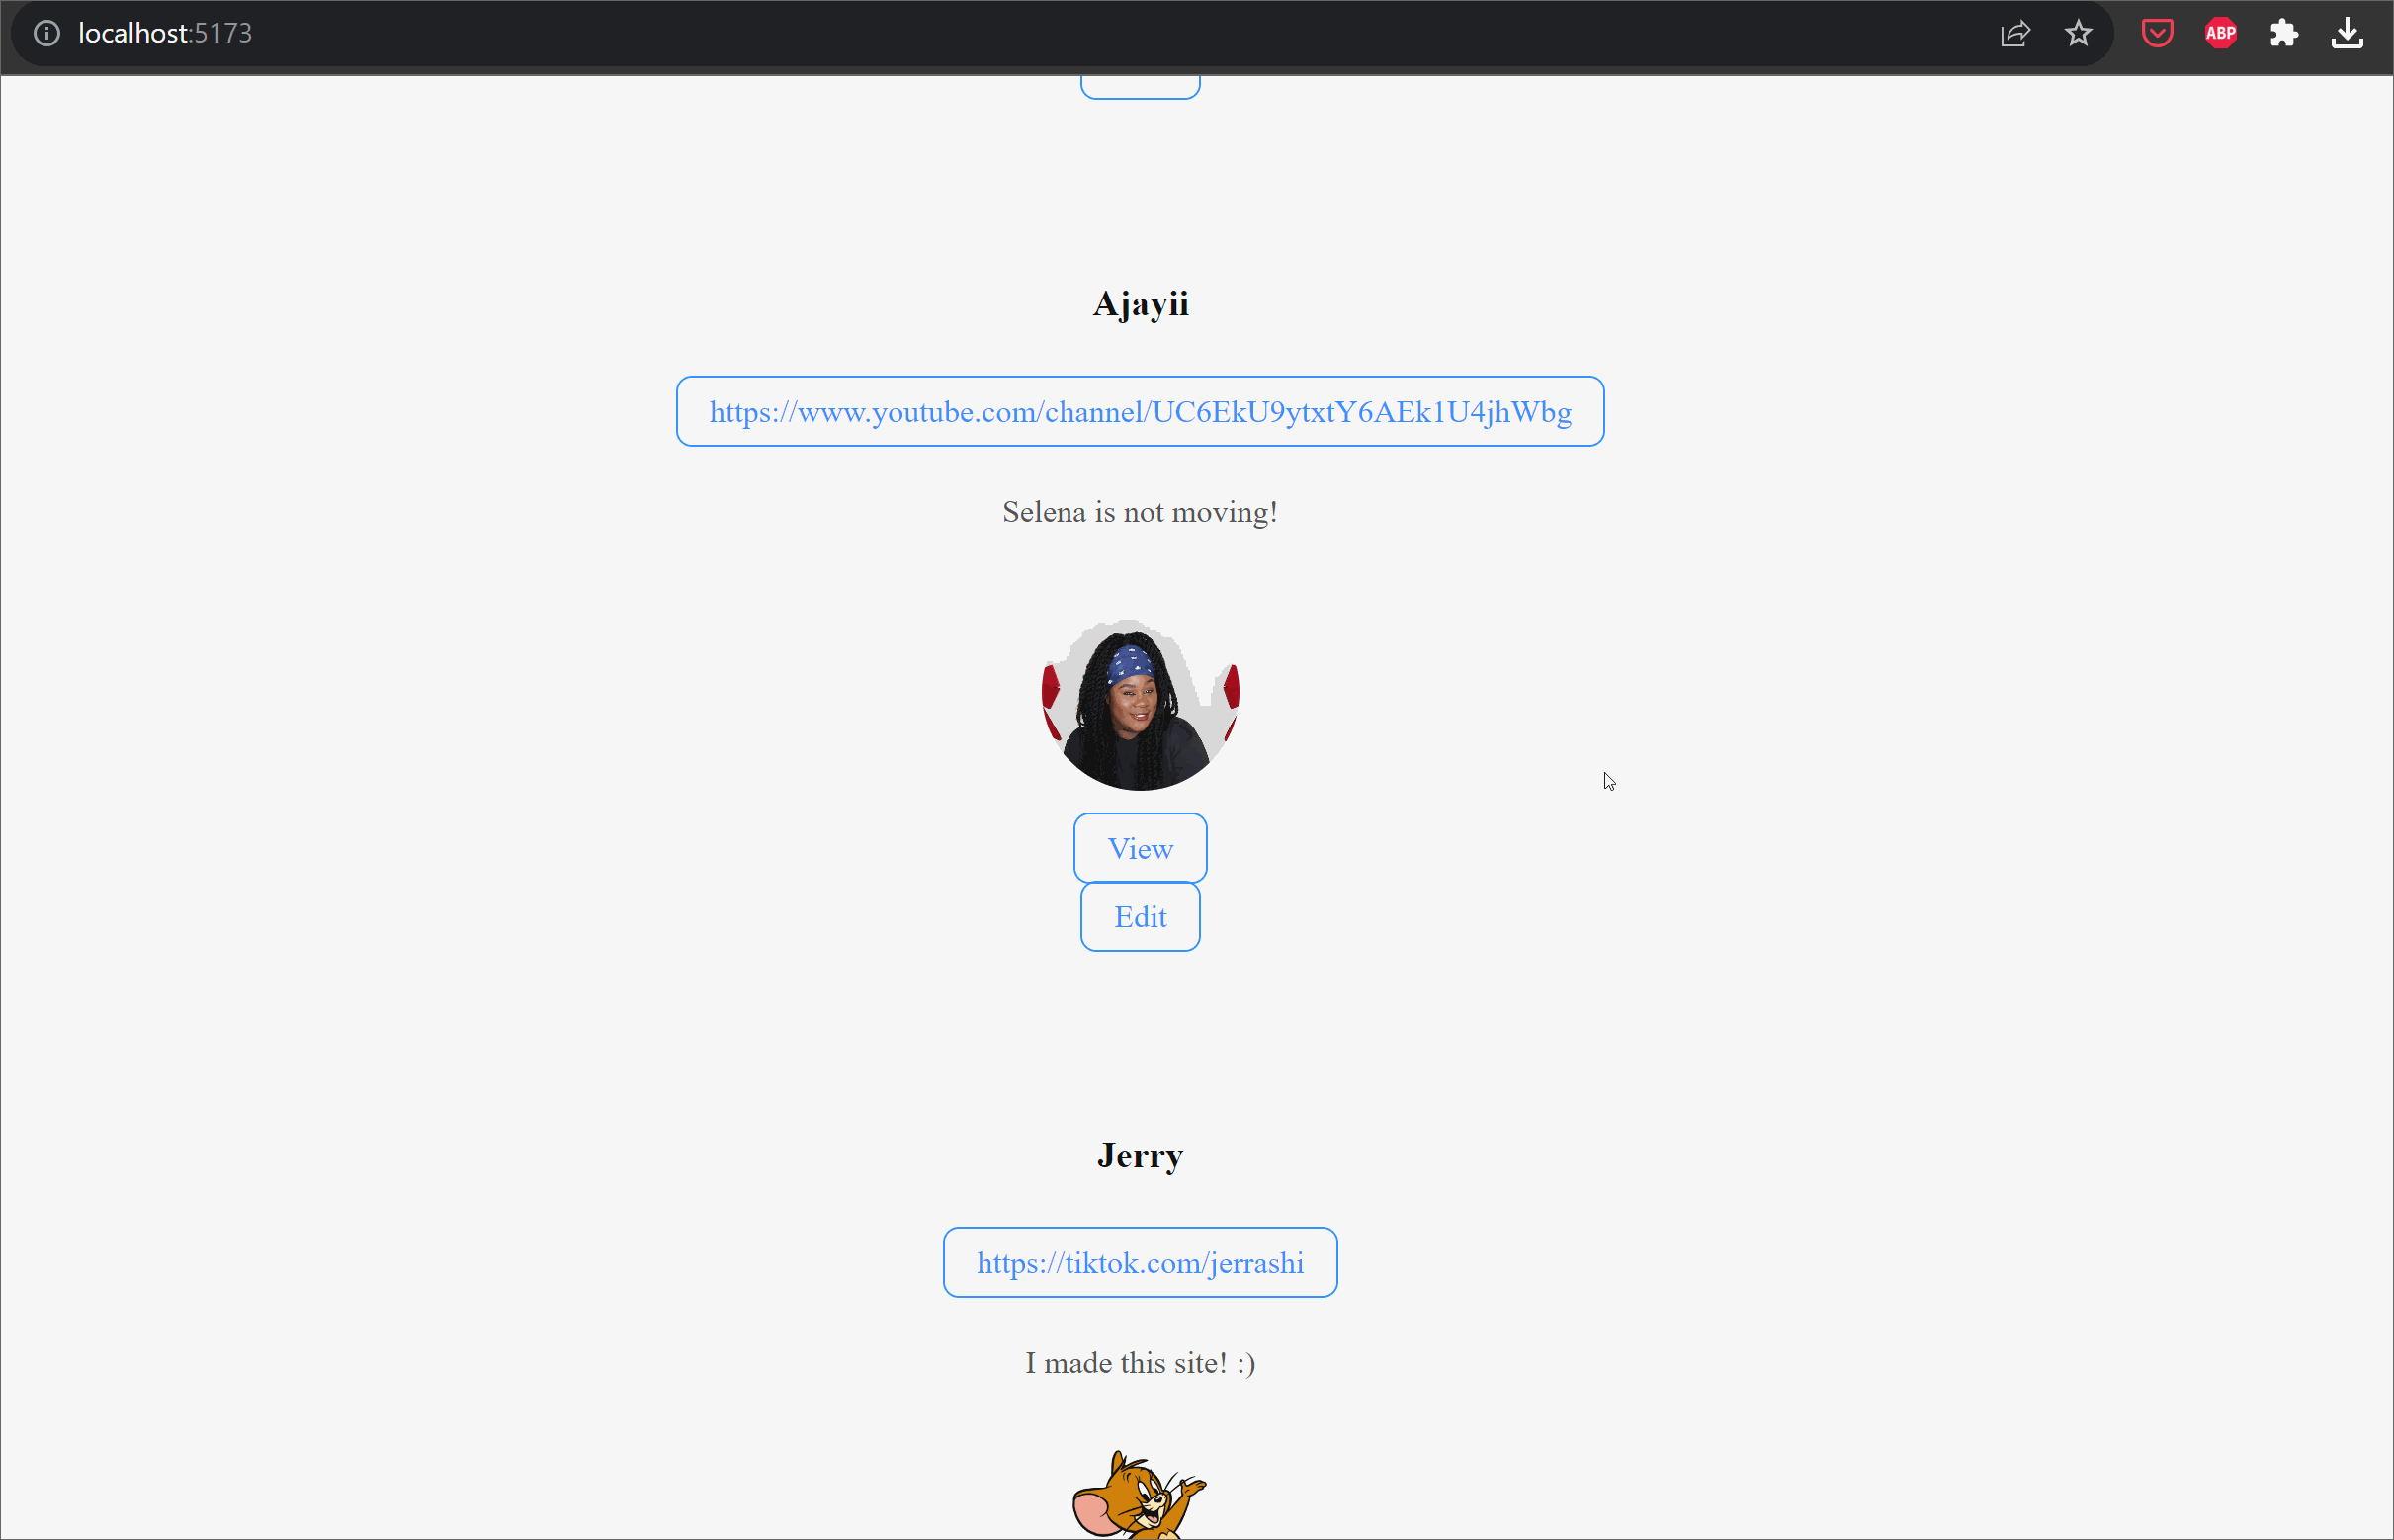 localhost:5173
ABP
Ajayii
https://www.youtube.com/channel/UC6EkU9ytxtY6AEk1U4jhWbg
Selena is not moving!
View
Edit
Jerry
https://tiktok.com/jerrashi
I made this site! :)